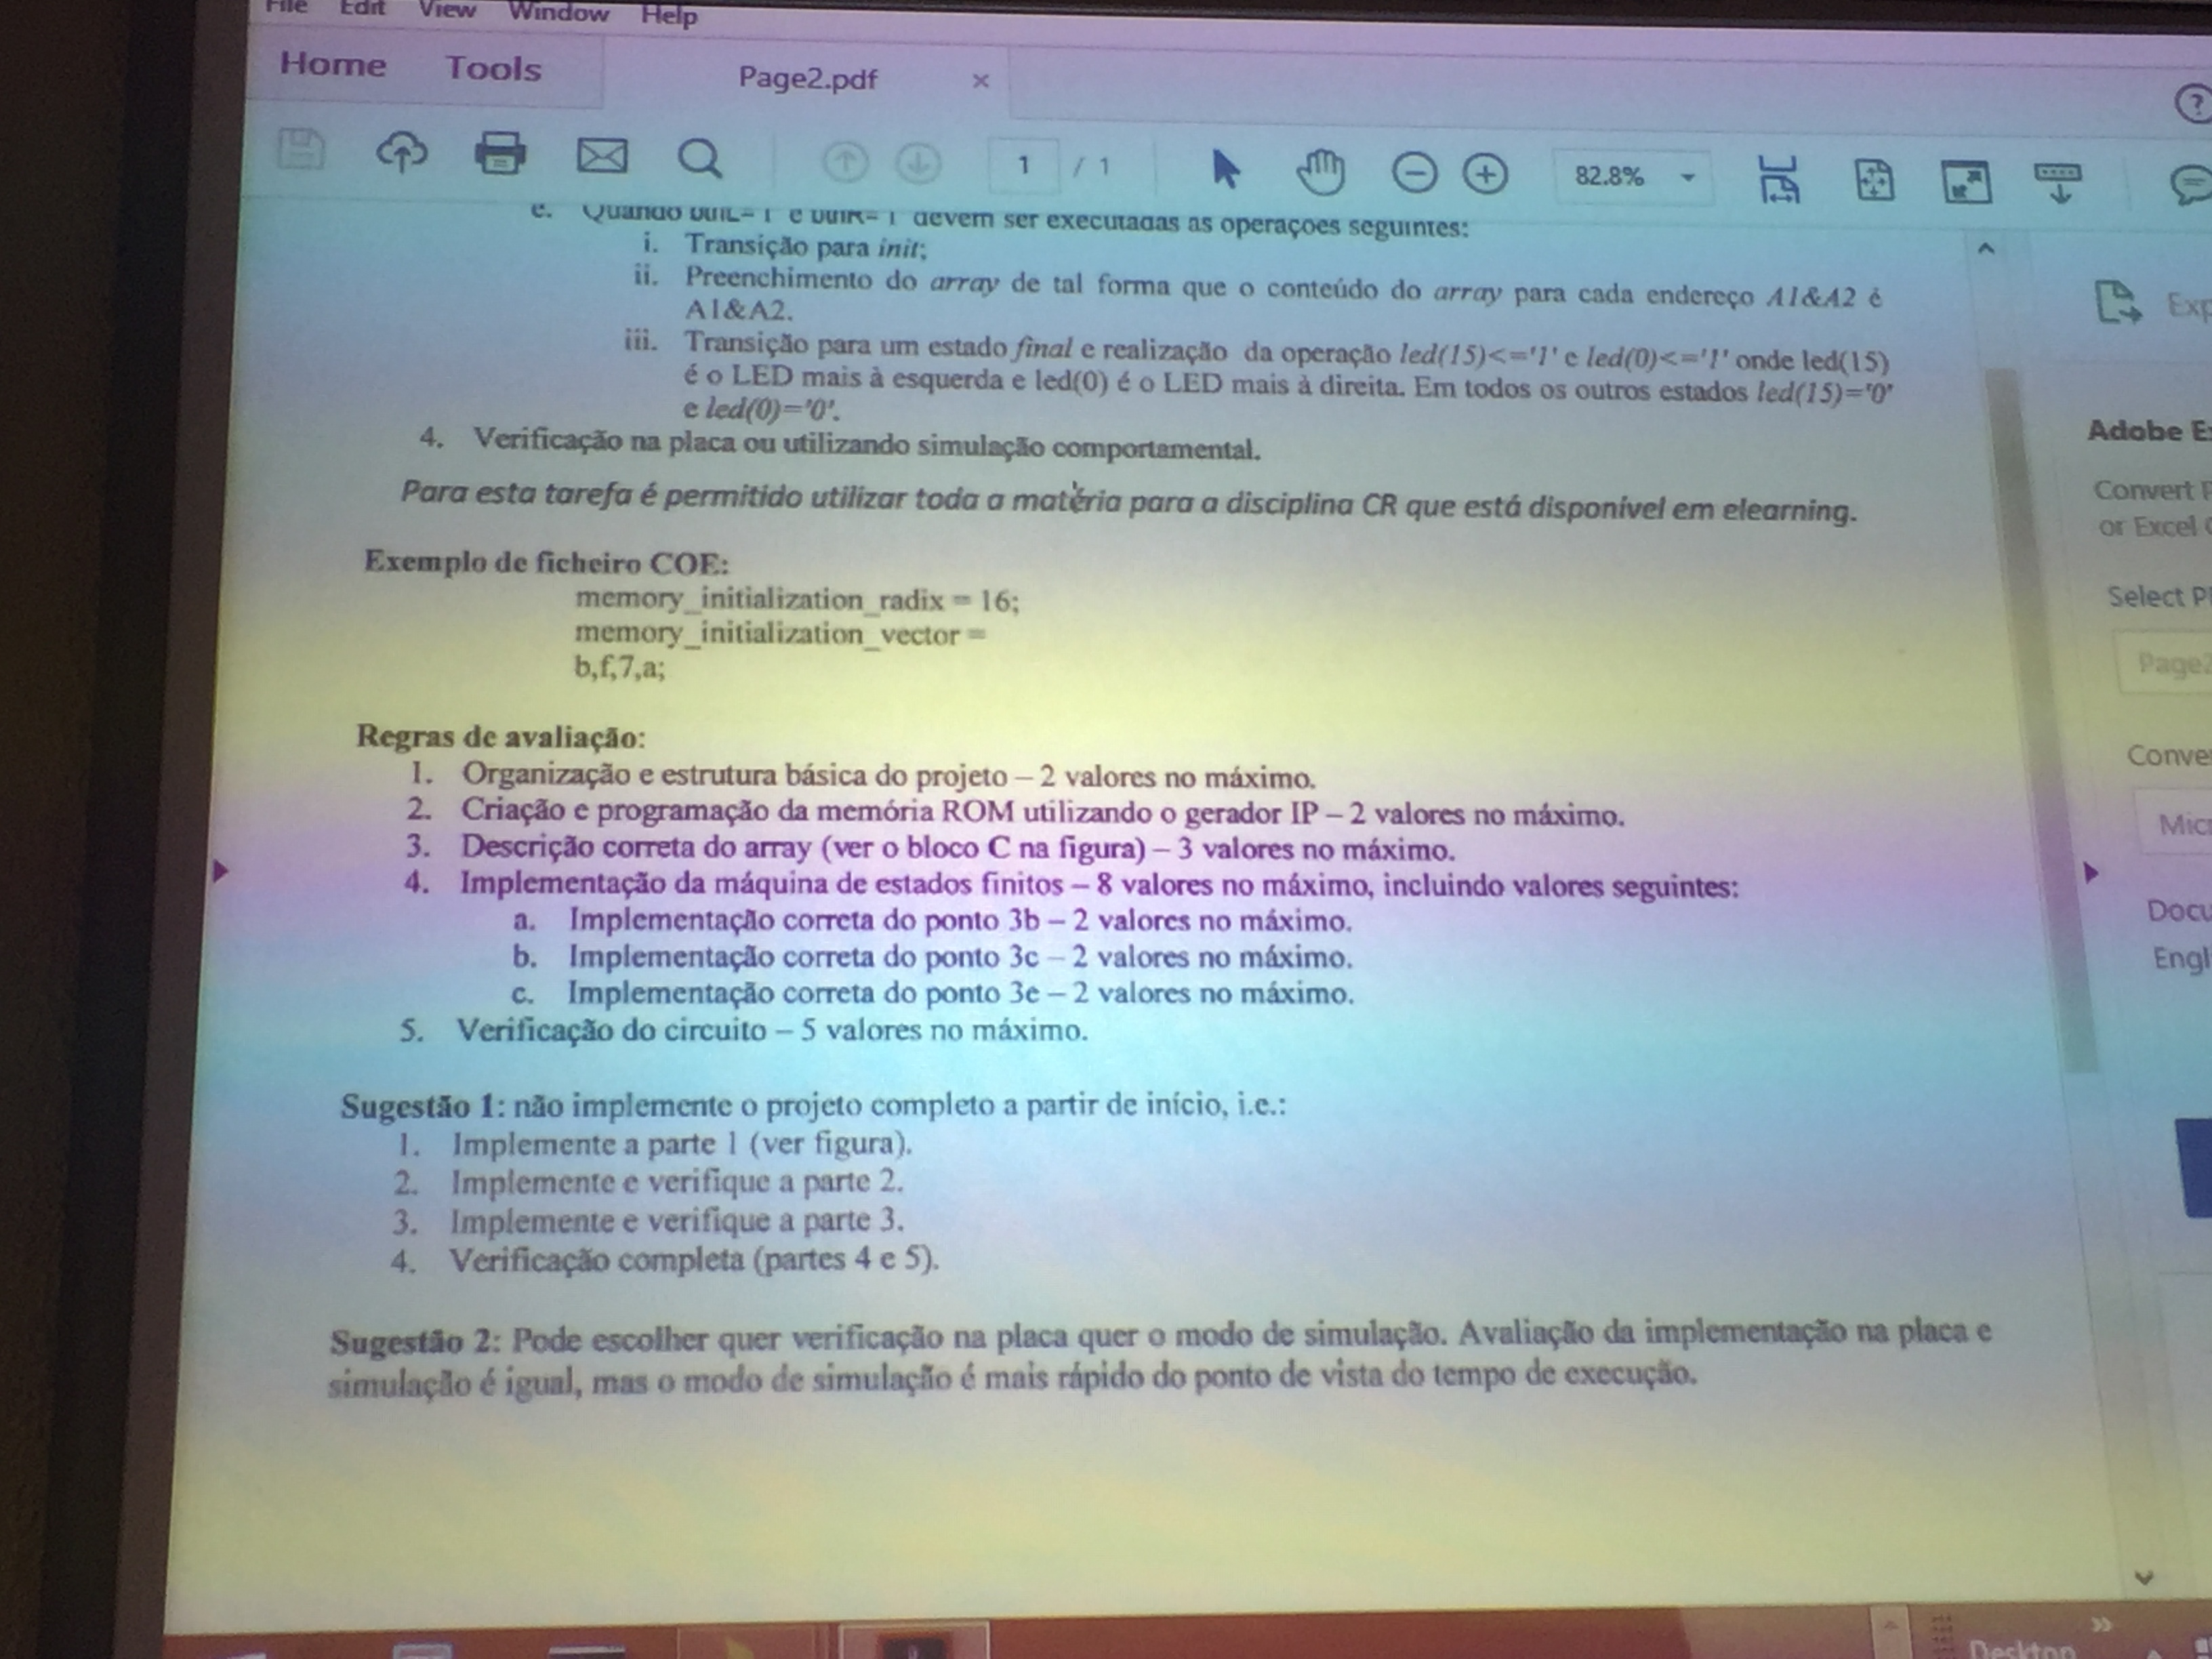 File Edit View Window Help
Home Tools Page2.pdf ×
1 / 1 82.8%
e. Quando butL='1' e butR='1' devem ser executadas as operações seguintes:
i. Transição para init;
ii. Preenchimento do array de tal forma que o conteúdo do array para cada endereço A1&A2 é
A1&A2.
iii. Transição para um estado final e realização da operação led(15)<='1' e led(0)<='1' onde led(15)
é o LED mais à esquerda e led(0) é o LED mais à direita. Em todos os outros estados led(15)='0'
e led(0)='0'.
4. Verificação na placa ou utilizando simulação comportamental.
Para esta tarefa é permitido utilizar toda a matéria para a disciplina CR que está disponível em elearning.
Exemplo de ficheiro COE:
memory_initialization_radix = 16;
memory_initialization_vector =
b,f,7,a;
Regras de avaliação:
1. Organização e estrutura básica do projeto – 2 valores no máximo.
2. Criação e programação da memória ROM utilizando o gerador IP – 2 valores no máximo.
3. Descrição correta do array (ver o bloco C na figura) – 3 valores no máximo.
4. Implementação da máquina de estados finitos – 8 valores no máximo, incluindo valores seguintes:
a. Implementação correta do ponto 3b – 2 valores no máximo.
b. Implementação correta do ponto 3c – 2 valores no máximo.
c. Implementação correta do ponto 3e – 2 valores no máximo.
5. Verificação do circuito – 5 valores no máximo.
Sugestão 1: não implemente o projeto completo a partir de início, i.e.:
1. Implemente a parte 1 (ver figura).
2. Implemente e verifique a parte 2.
3. Implemente e verifique a parte 3.
4. Verificação completa (partes 4 e 5).
Sugestão 2: Pode escolher quer verificação na placa quer o modo de simulação. Avaliação da implementação na placa e
simulação é igual, mas o modo de simulação é mais rápido do ponto de vista do tempo de execução.
Exp
Adobe Ex
Convert P
or Excel
Select P
Page2
Conve
Micr
Docu
Engl
Desktop